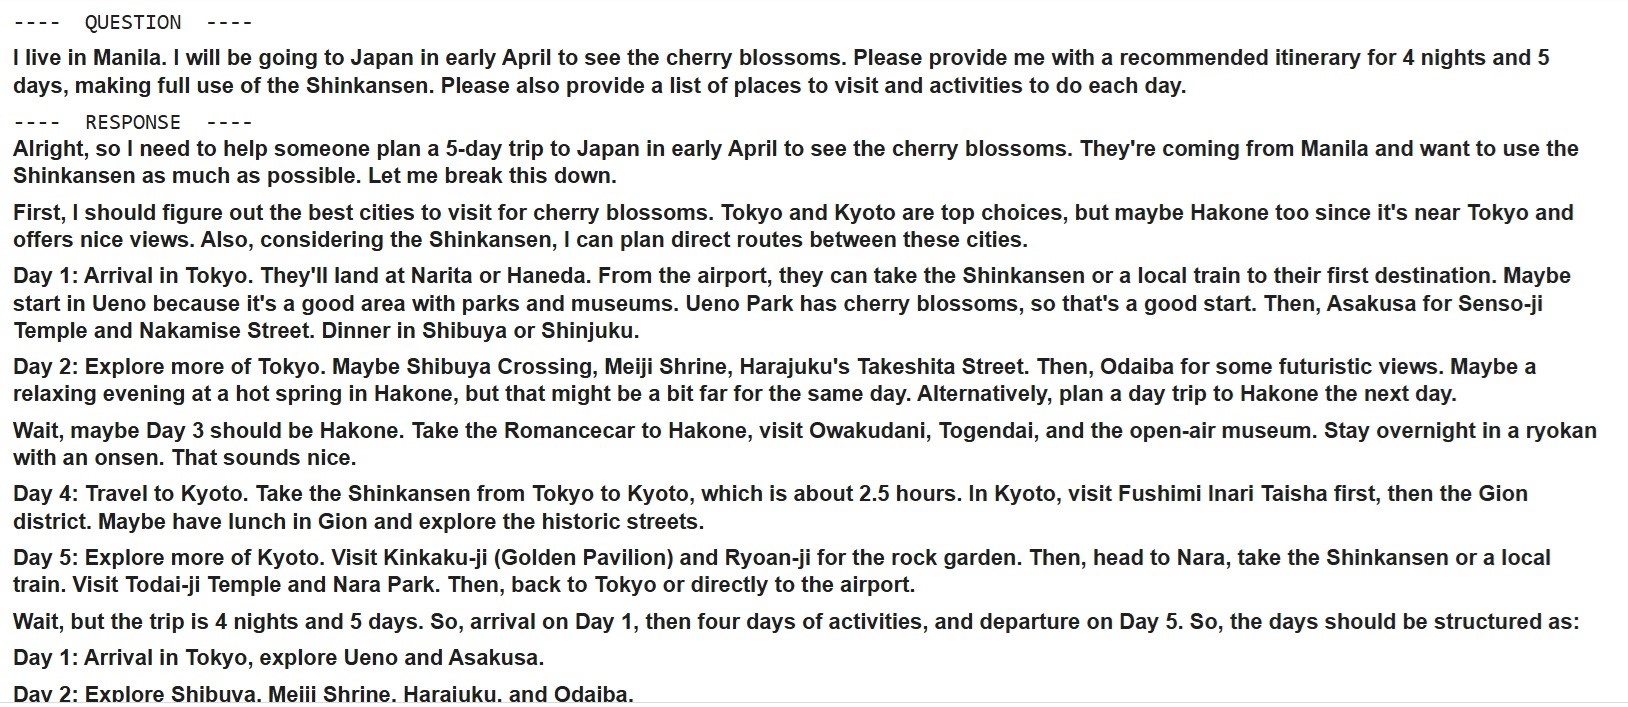 ---- QUESTION ----
I live in Manila. I will be going to Japan in early April to see the cherry blossoms. Please provide me with a recommended itinerary for 4 nights and 5
days, making full use of the Shinkansen. Please also provide a list of places to visit and activities to do each day.
---- RESPONSE ----
Alright, so I need to help someone plan a 5-day trip to Japan in early April to see the cherry blossoms. They're coming from Manila and want to use the
Shinkansen as much as possible. Let me break this down.
First, I should figure out the best cities to visit for cherry blossoms. Tokyo and Kyoto are top choices, but maybe Hakone too since it's near Tokyo and
offers nice views. Also, considering the Shinkansen, I can plan direct routes between these cities.
Day 1: Arrival in Tokyo. They'll land at Narita or Haneda. From the airport, they can take the Shinkansen or a local train to their first destination. Maybe
start in Ueno because it's a good area with parks and museums. Ueno Park has cherry blossoms, so that's a good start. Then, Asakusa for Senso-ji
Temple and Nakamise Street. Dinner in Shibuya or Shinjuku.
Day 2: Explore more of Tokyo. Maybe Shibuya Crossing, Meiji Shrine, Harajuku's Takeshita Street. Then, Odaiba for some futuristic views. Maybe a
relaxing evening at a hot spring in Hakone, but that might be a bit far for the same day. Alternatively, plan a day trip to Hakone the next day.
Wait, maybe Day 3 should be Hakone. Take the Romancecar to Hakone, visit Owakudani, Togendai, and the open-air museum. Stay overnight in a ryokan
with an onsen. That sounds nice.
Day 4: Travel to Kyoto. Take the Shinkansen from Tokyo to Kyoto, which is about 2.5 hours. In Kyoto, visit Fushimi Inari Taisha first, then the Gion
district. Maybe have lunch in Gion and explore the historic streets.
Day 5: Explore more of Kyoto. Visit Kinkaku-ji (Golden Pavilion) and Ryoan-ji for the rock garden. Then, head to Nara, take the Shinkansen or a local
train. Visit Todai-ji Temple and Nara Park. Then, back to Tokyo or directly to the airport.
Wait, but the trip is 4 nights and 5 days. So, arrival on Day 1, then four days of activities, and departure on Day 5. So, the days should be structured as:
Day 1: Arrival in Tokyo, explore Ueno and Asakusa.
Day 2: Explore Shibuya, Meiji Shrine, Harajuku, and Odaiba.